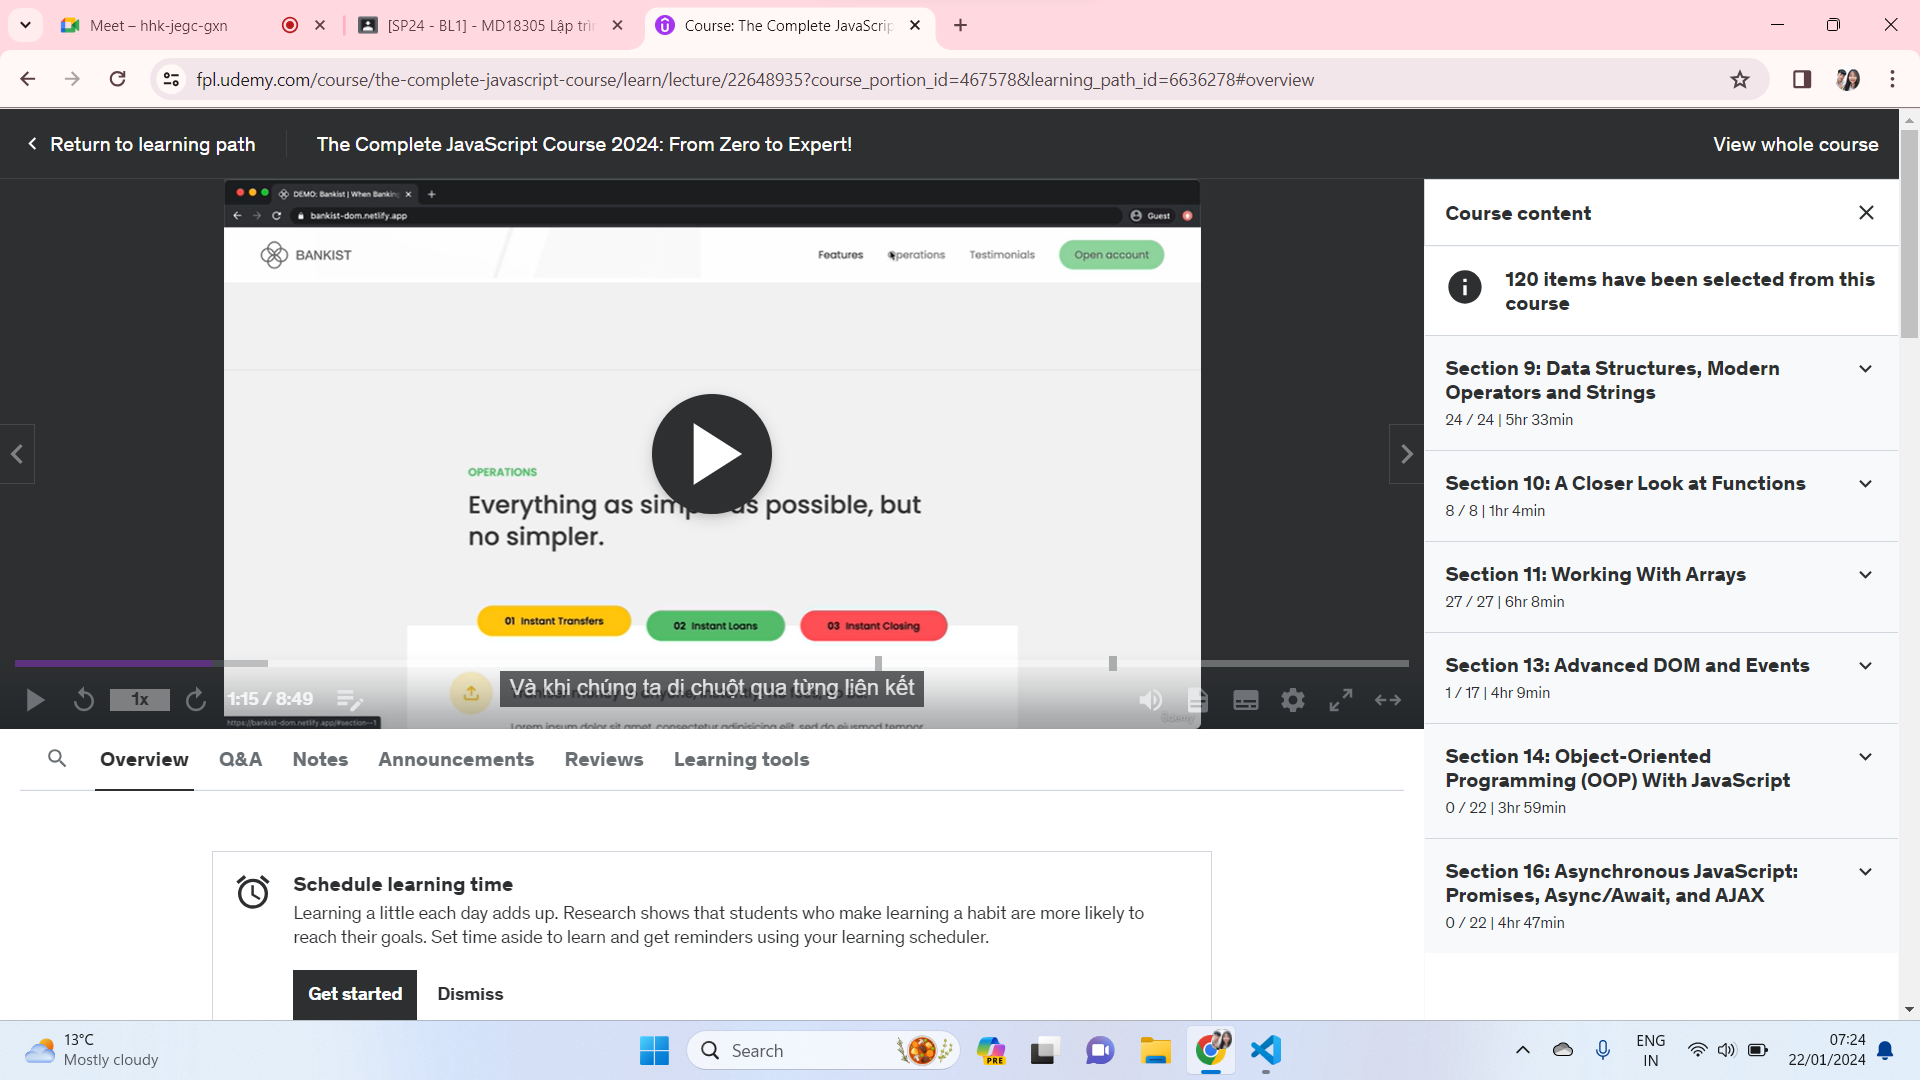 Meet – hhk-jegc-gxn
[SP24 - BL1] - MD18305 Lập trìn
Course: The Complete JavaScrip
fpl.udemy.com/course/the-complete-javascript-course/learn/lecture/22648935?course_portion_id=467578&learning_path_id=6636278#overview
Return to learning path
The Complete JavaScript Course 2024: From Zero to Expert!
View whole course
DEMO: Bankist | When Banking
bankist-dom.netlify.app
Guest
BANKIST
Features
Operations
Testimonials
Open account
OPERATIONS
Everything as simple as possible, but
no simpler.
01 Instant Transfers
02 Instant Loans
03 Instant Closing
Và khi chúng ta di chuột qua từng liên kết
1x
1:15 / 8:49
Udemy
https://bankist-dom.netlify.app/#section--1
Lorem ipsum dolor sit amet, consectetur adipisicing elit, sed do eiusmod tempor
Course content
120 items have been selected from this
course
Section 9: Data Structures, Modern
Operators and Strings
24 / 24 | 5hr 33min
Section 10: A Closer Look at Functions
8 / 8 | 1hr 4min
Section 11: Working With Arrays
27 / 27 | 6hr 8min
Section 13: Advanced DOM and Events
1 / 17 | 4hr 9min
Section 14: Object-Oriented
Programming (OOP) With JavaScript
0 / 22 | 3hr 59min
Section 16: Asynchronous JavaScript:
Promises, Async/Await, and AJAX
0 / 22 | 4hr 47min
Overview
Q&A
Notes
Announcements
Reviews
Learning tools
Schedule learning time
Learning a little each day adds up. Research shows that students who make learning a habit are more likely to
reach their goals. Set time aside to learn and get reminders using your learning scheduler.
Get started
Dismiss
13°C
Mostly cloudy
Search
PRE
ENG
IN
07:24
22/01/2024